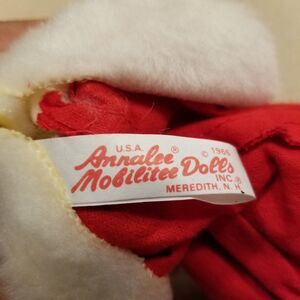 U.S.A.
Annalee® © 1966
Mobilitee Dolls
INC.®
MEREDITH, N. H.